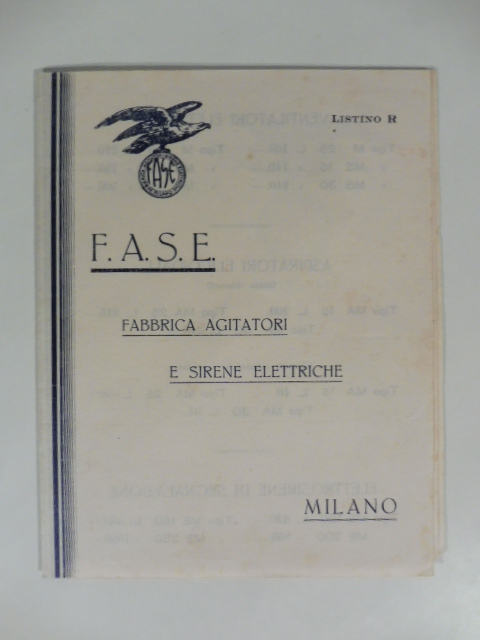 LISTINO R
FASE
F. A. S. E.
FABBRICA AGITATORI
E SIRENE ELETTRICHE
MILANO